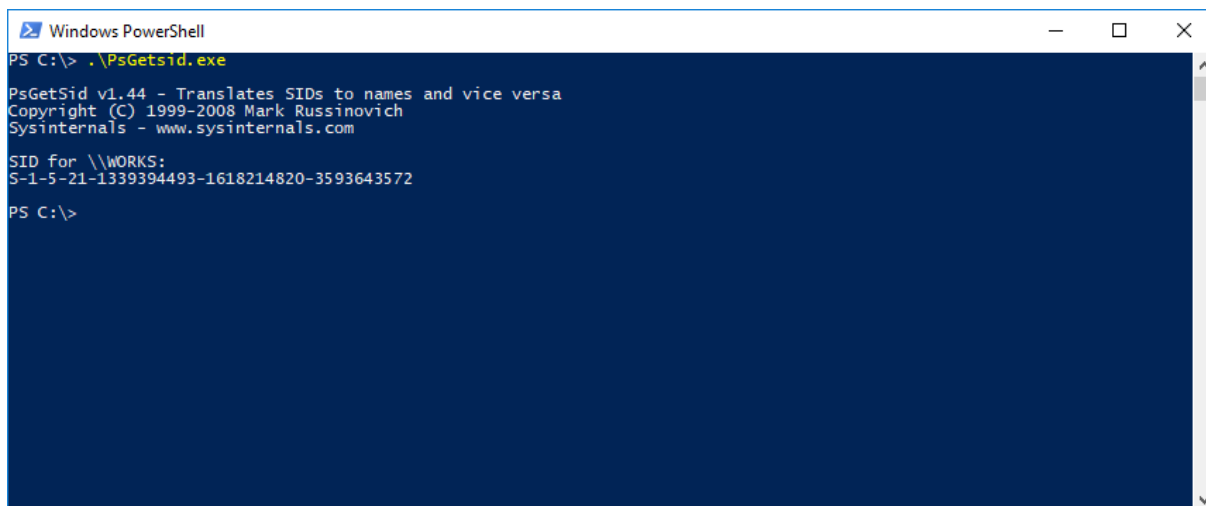 Windows PowerShell
PS C:\> .\PsGetsid.exe
PsGetSid v1.44 - Translates SIDs to names and vice versa
Copyright (C) 1999-2008 Mark Russinovich
Sysinternals - www.sysinternals.com
SID for \\WORKS:
S-1-5-21-1339394493-1618214820-3593643572
PS C:\>